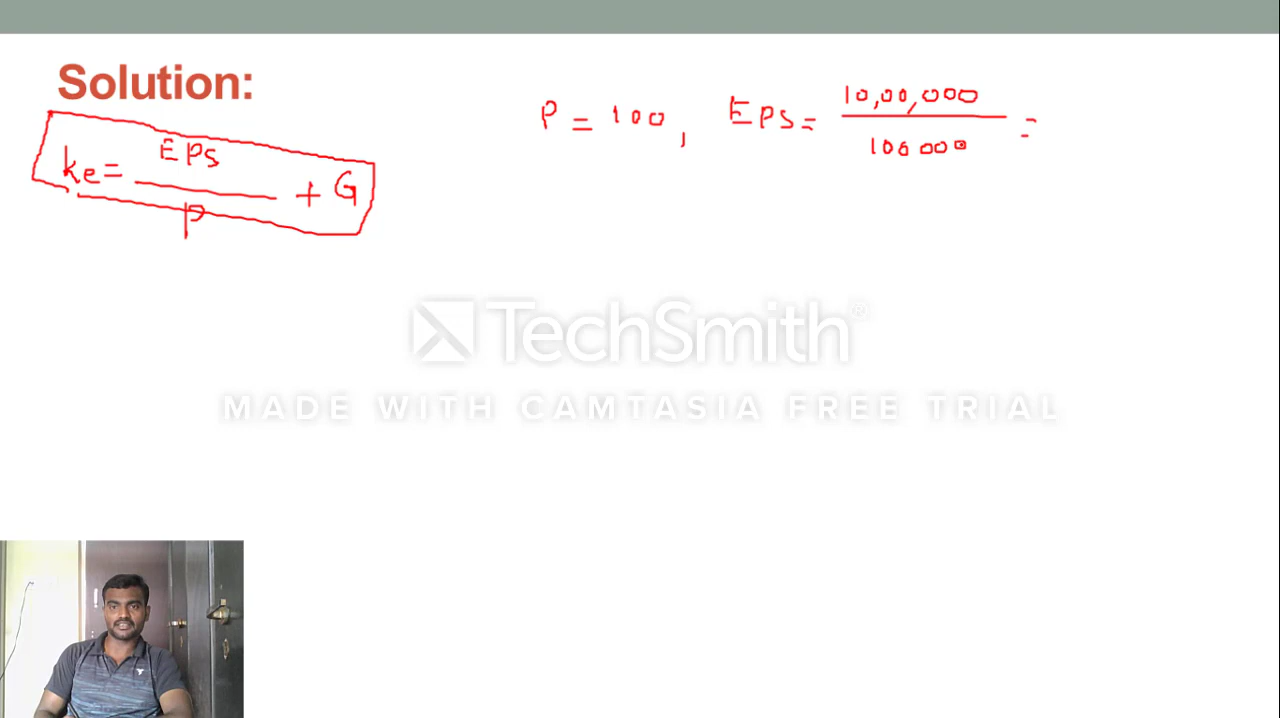 Solution:
P = 100, EPS = 10,00,000 / 100000 =
ke = EPS / P + G
TechSmith®
MADE WITH CAMTASIA FREE TRIAL